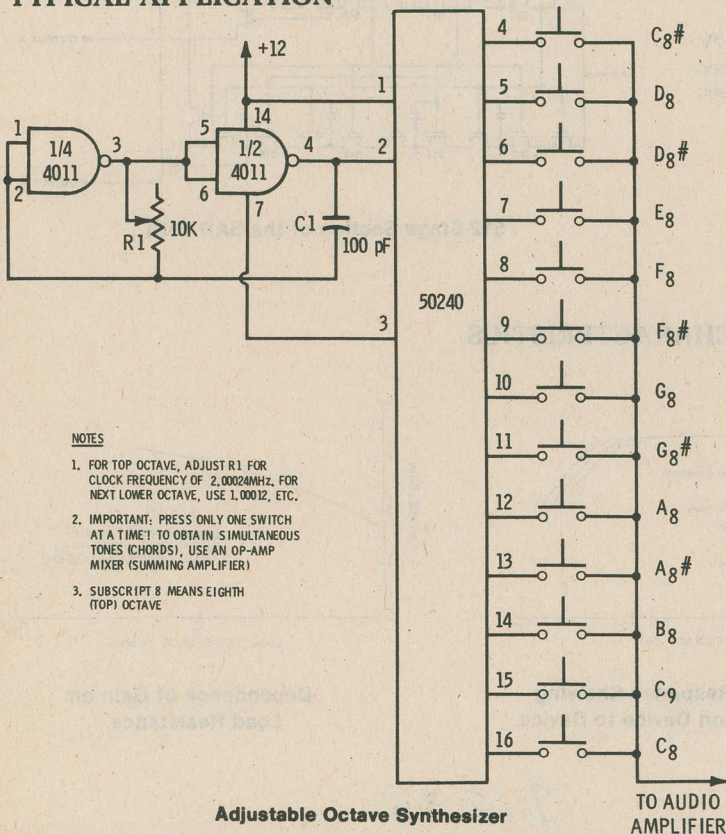 TYPICAL APPLICATION
+12
4 C8#
1
5 D8
14
1 3 5 4 2
1/4 4011
1/2 4011
2 6
6 D8#
7
7 E8
R1 10K
C1 100 pF
8 F8
50240
3
9 F8#
10 G8
11 G8#
12 A8
13 A8#
14 B8
15 C9
16 C8
NOTES
1. FOR TOP OCTAVE, ADJUST R1 FOR
CLOCK FREQUENCY OF 2.00024MHz. FOR
NEXT LOWER OCTAVE, USE 1.00012, ETC.
2. IMPORTANT: PRESS ONLY ONE SWITCH
AT A TIME! TO OBTAIN SIMULTANEOUS
TONES (CHORDS), USE AN OP-AMP
MIXER (SUMMING AMPLIFIER)
3. SUBSCRIPT 8 MEANS EIGHTH
(TOP) OCTAVE
TO AUDIO
AMPLIFIER
Adjustable Octave Synthesizer